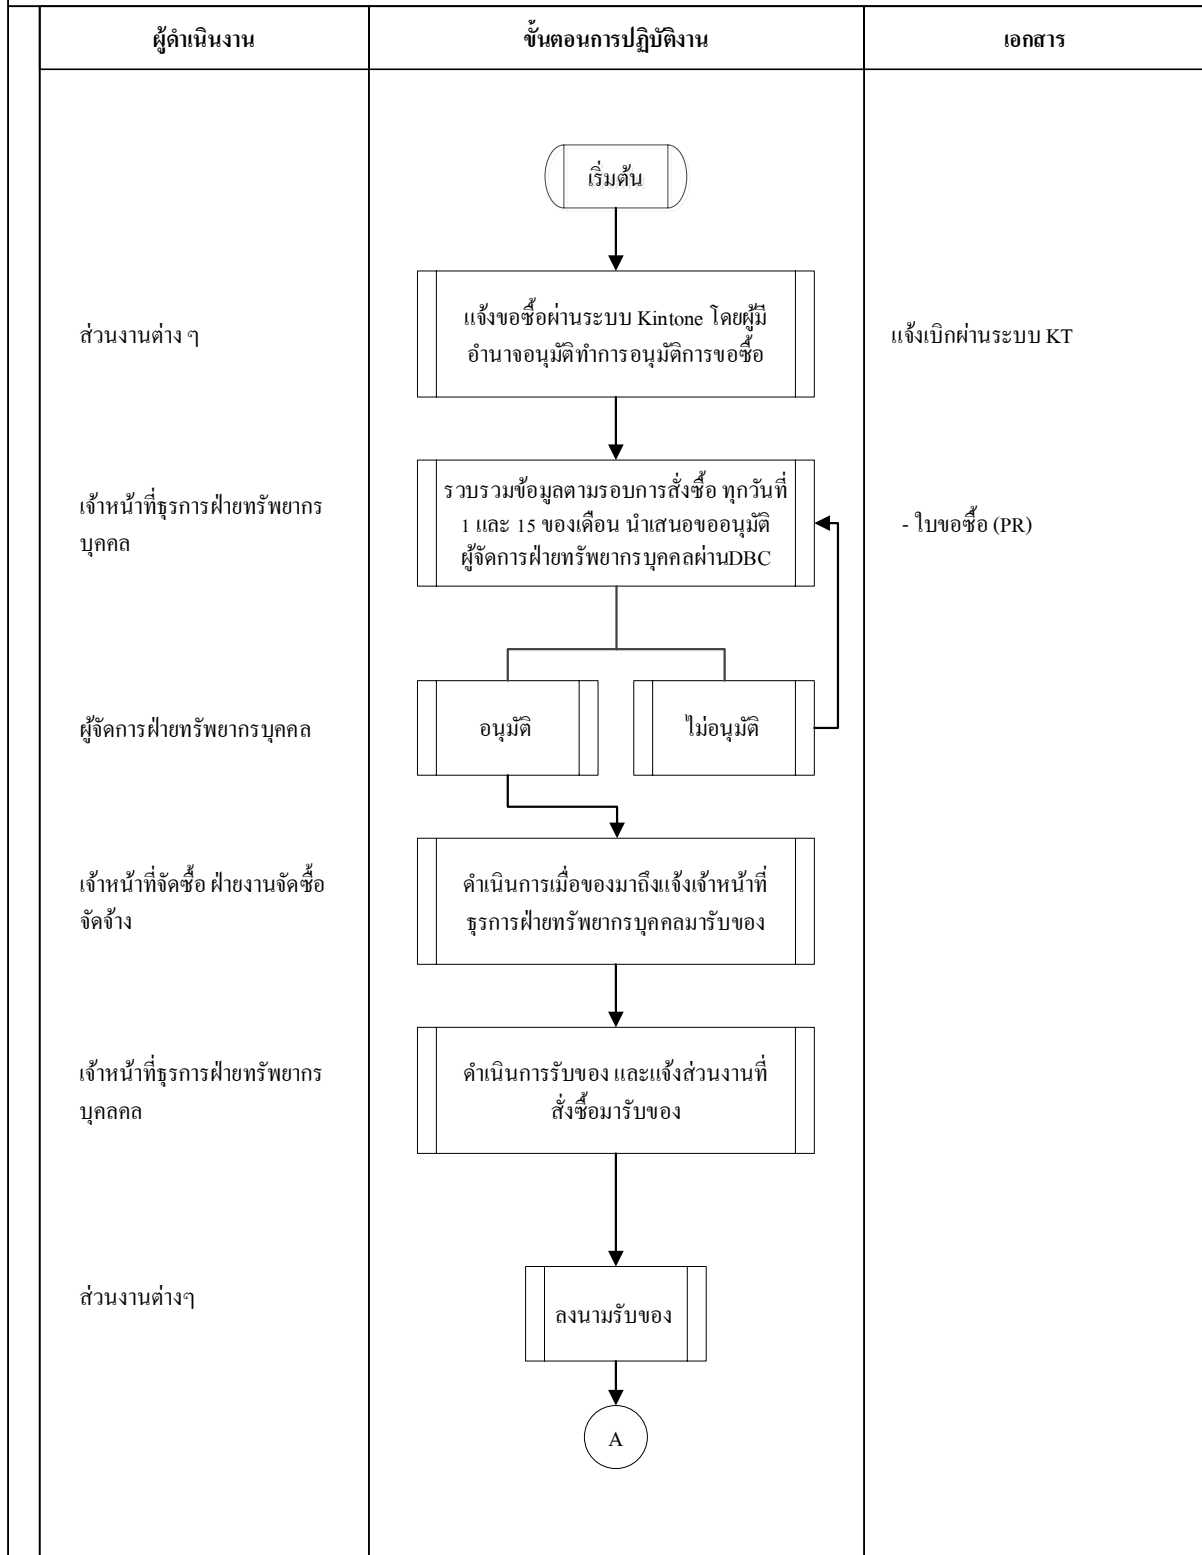 ผู้ดำเนินงาน
ขั้นตอนการปฏิบัติงาน
เอกสาร
เริ่มต้น
ส่วนงานต่าง ๆ
แจ้งขอซื้อผ่านระบบ Kintone โดยผู้มี
อำนาจอนุมัติทำการอนุมัติการขอซื้อ
แจ้งเบิกผ่านระบบ KT
เจ้าหน้าที่ธุรการฝ่ายทรัพยากร
บุคคล
รวบรวมข้อมูลตามรอบการสั่งซื้อ ทุกวันที่
1 และ 15 ของเดือน นำเสนอขออนุมัติ
ผู้จัดการฝ่ายทรัพยากรบุคคลผ่านDBC
- ใบขอซื้อ (PR)
ผู้จัดการฝ่ายทรัพยากรบุคคล
อนุมัติ
ไม่อนุมัติ
เจ้าหน้าที่จัดซื้อ ฝ่ายงานจัดซื้อ
จัดจ้าง
ดำเนินการเมื่อของมาถึงแจ้งเจ้าหน้าที่
ธุรการฝ่ายทรัพยากรบุคคลมารับของ
เจ้าหน้าที่ธุรการฝ่ายทรัพยากร
บุคลคล
ดำเนินการรับของ และแจ้งส่วนงานที่
สั่งซื้อมารับของ
ส่วนงานต่างๆ
ลงนามรับของ
A